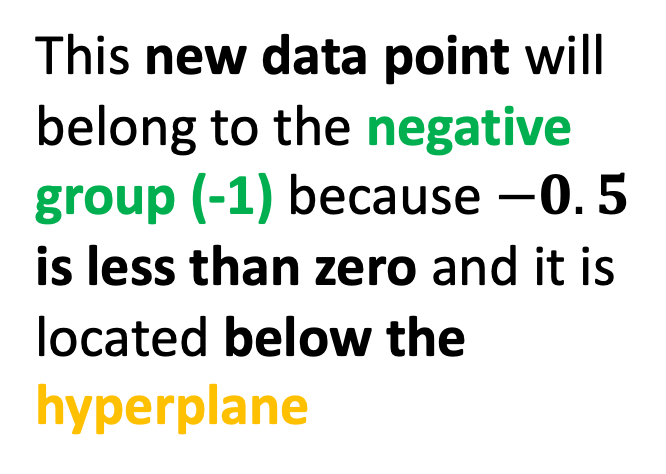 This new data point will
belong to the negative
group (-1) because −0.5
is less than zero and it is
located below the
hyperplane